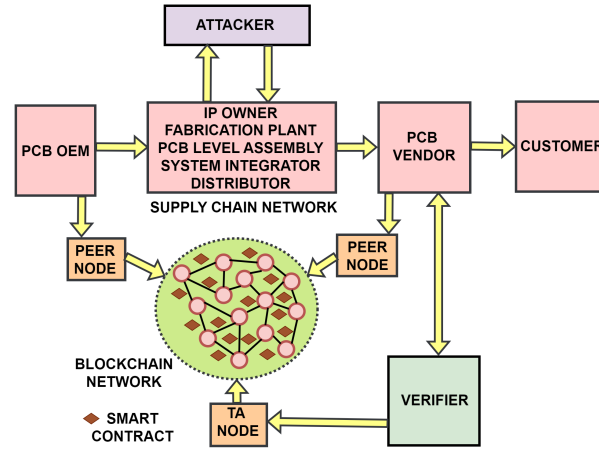 ATTACKER
IP OWNER
FABRICATION PLANT
PCB LEVEL ASSEMBLY
SYSTEM INTEGRATOR
DISTRIBUTOR
PCB OEM
PCB
VENDOR
CUSTOMER
SUPPLY CHAIN NETWORK
PEER
NODE
PEER
NODE
BLOCKCHAIN
NETWORK
SMART
CONTRACT
TA
NODE
VERIFIER